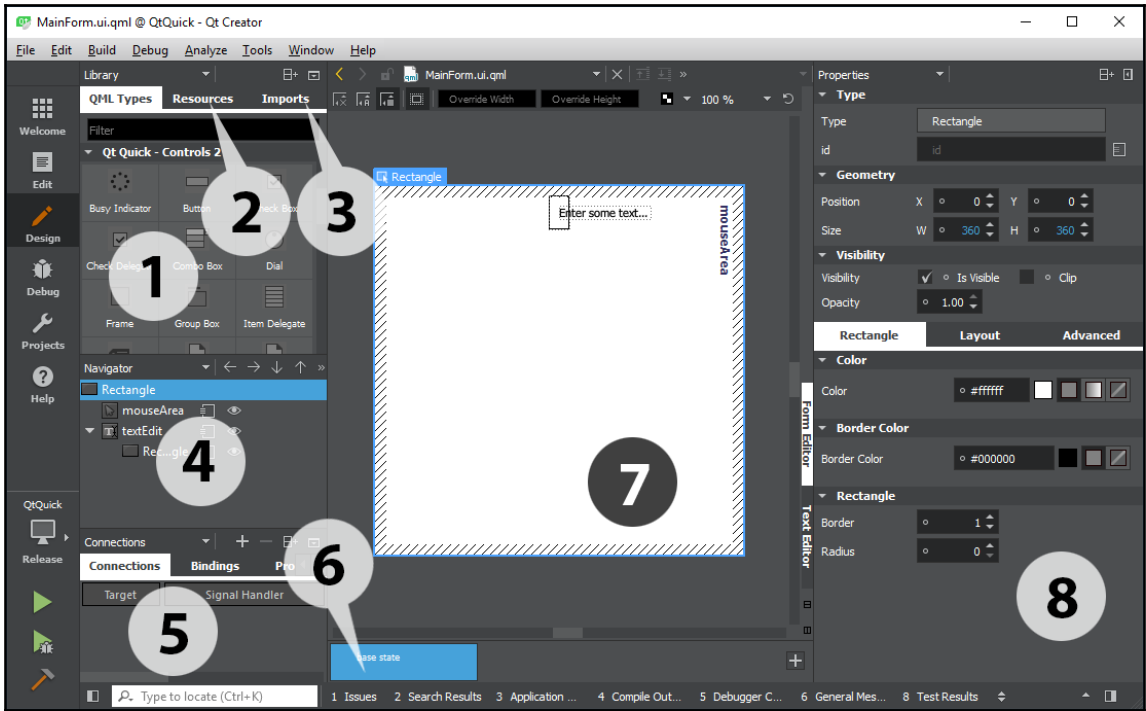 MainForm.ui.qml @ QtQuick - Qt Creator
File Edit Build Debug Analyze Tools Window Help
Library
MainForm.ui.qml
Properties
QML Types Resources Imports
Override Width Override Height 100 %
Type
Welcome
Filter
Type Rectangle
Qt Quick - Controls 2
id id
Edit
Rectangle
Geometry
Busy Indicator Button Check Box
2
3
Enter some text...
mouseArea
Position X 0 Y 0
Design
Size W 360 H 360
Check Combo Box Dial
1
Visibility
Debug
Visibility Is Visible Clip
Frame Group Box Item Delegate
Opacity 1.00
Projects
Rectangle Layout Advanced
Navigator
Color
Help
Rectangle
Color #ffffff
mouseArea
Form Editor
textEdit
Border Color
Rec...gle
4
Border Color #000000
7
Rectangle
QtQuick
Text Editor
Border 1
Connections
Release
Radius 0
Connections Bindings
6
Target Signal Handler
5
8
base state
Type to locate (Ctrl+K) 1 Issues 2 Search Results 3 Application ... 4 Compile Out... 5 Debugger C... 6 General Mes... 8 Test Results